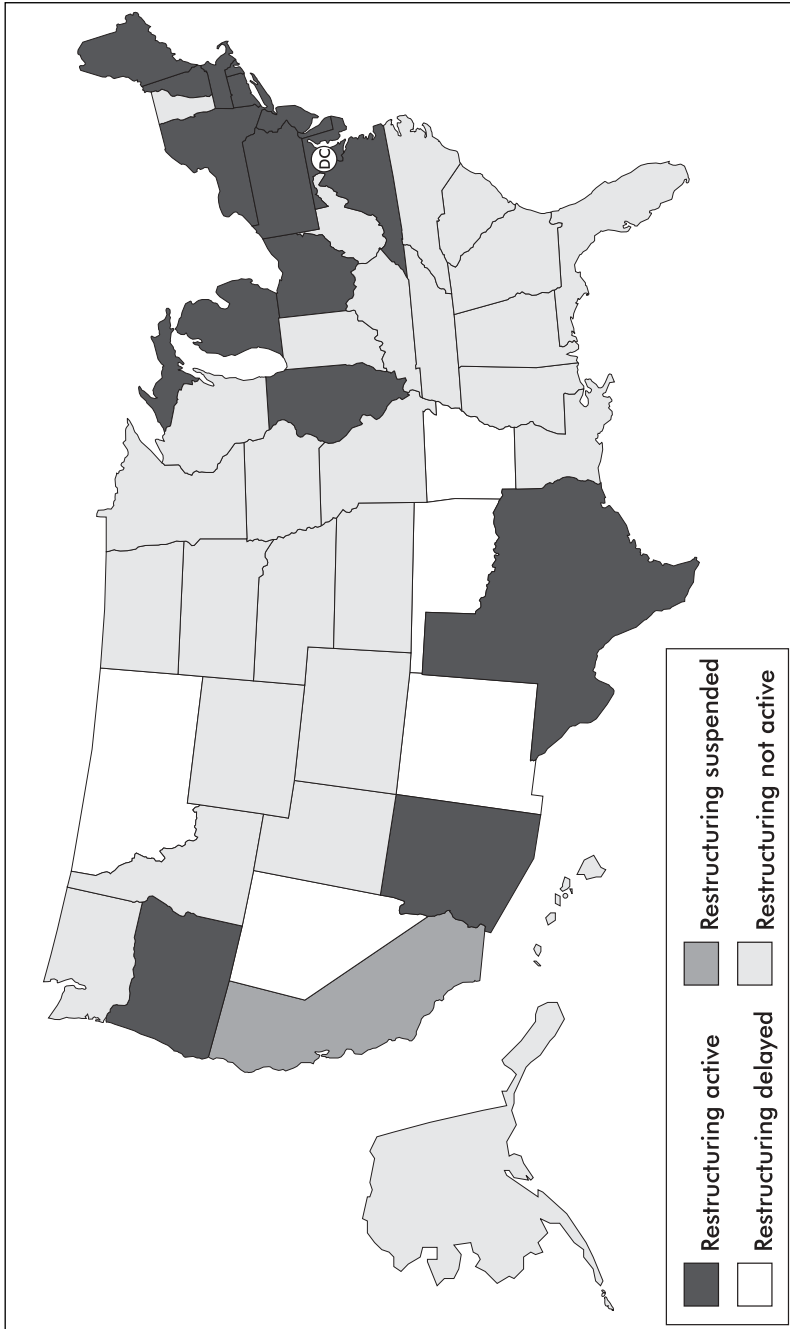 DC
Restructuring active
Restructuring suspended
Restructuring delayed
Restructuring not active